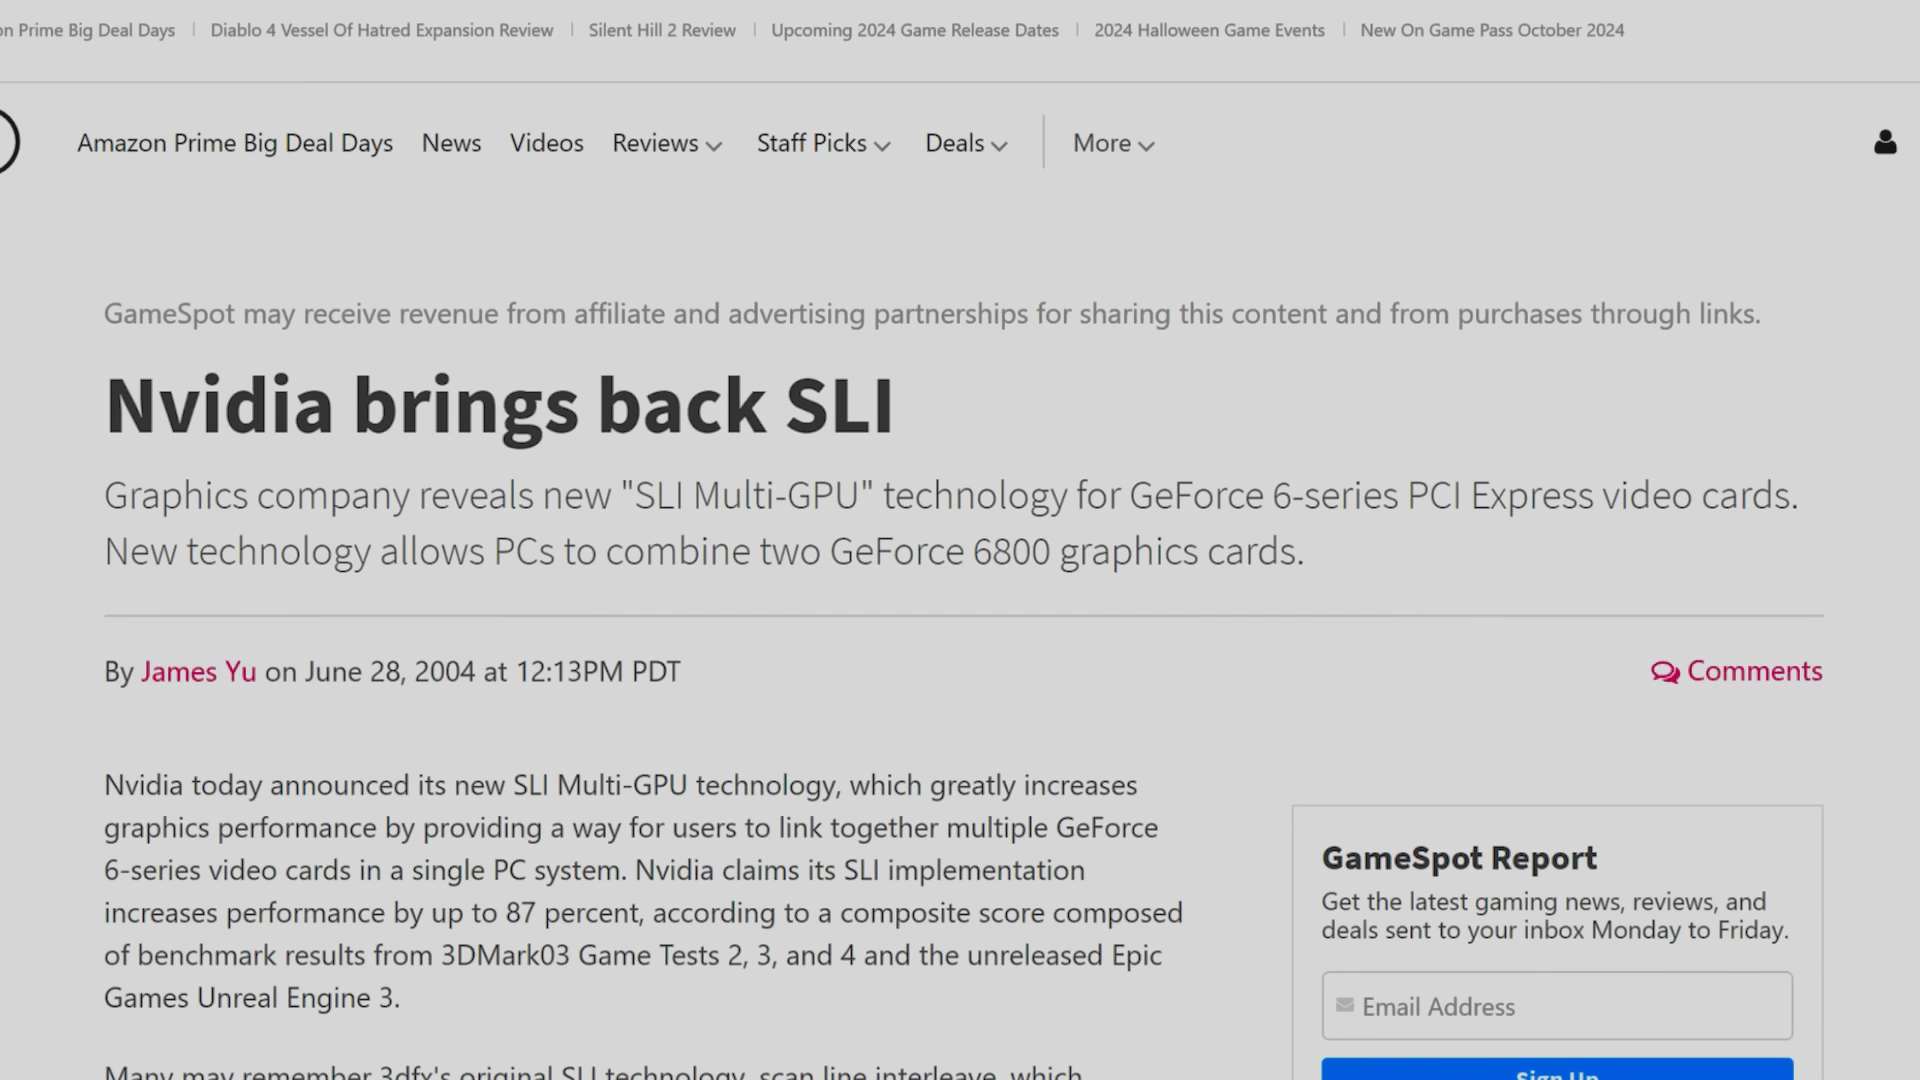 Prime Big Deal Days
Diablo 4 Vessel Of Hatred Expansion Review
Silent Hill 2 Review
Upcoming 2024 Game Release Dates
2024 Halloween Game Events
New On Game Pass October 2024
Amazon Prime Big Deal Days
News
Videos
Reviews
Staff Picks
Deals
More
GameSpot may receive revenue from affiliate and advertising partnerships for sharing this content and from purchases through links.
Nvidia brings back SLI
Graphics company reveals new "SLI Multi-GPU" technology for GeForce 6-series PCI Express video cards.
New technology allows PCs to combine two GeForce 6800 graphics cards.
By James Yu on June 28, 2004 at 12:13PM PDT
Comments
Nvidia today announced its new SLI Multi-GPU technology, which greatly increases
graphics performance by providing a way for users to link together multiple GeForce
6-series video cards in a single PC system. Nvidia claims its SLI implementation
increases performance by up to 87 percent, according to a composite score composed
of benchmark results from 3DMark03 Game Tests 2, 3, and 4 and the unreleased Epic
Games Unreal Engine 3.
Many may remember 3dfx's original SLI technology, scan line interleave, which
GameSpot Report
Get the latest gaming news, reviews, and
deals sent to your inbox Monday to Friday.
Email Address
Sign Up